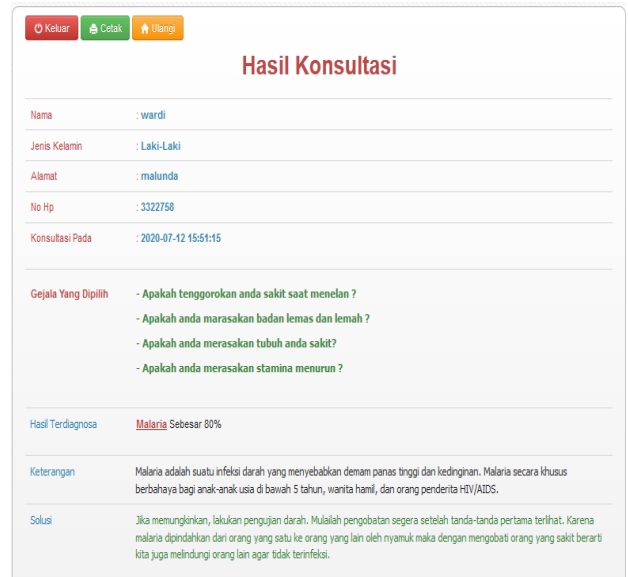 Keluar Cetak Ulangi
Hasil Konsultasi
Nama : wardi
Jenis Kelamin : Laki-Laki
Alamat : malunda
No Hp : 3322758
Konsultasi Pada : 2020-07-12 15:51:15
Gejala Yang Dipilih - Apakah tenggorokan anda sakit saat menelan ?
- Apakah anda marasakan badan lemas dan lemah ?
- Apakah anda merasakan tubuh anda sakit?
- Apakah anda merasakan stamina menurun ?
Hasil Terdiagnosa Malaria Sebesar 80%
Keterangan Malaria adalah suatu infeksi darah yang menyebabkan demam panas tinggi dan kedinginan. Malaria secara khusus
berbahaya bagi anak-anak usia di bawah 5 tahun, wanita hamil, dan orang penderita HIV/AIDS.
Solusi Jika memungkinkan, lakukan pengujian darah. Mulailah pengobatan segera setelah tanda-tanda pertama terlihat. Karena
malaria dipindahkan dari orang yang satu ke orang yang lain oleh nyamuk maka dengan mengobati orang yang sakit berarti
kita juga melindungi orang lain agar tidak terinfeksi.